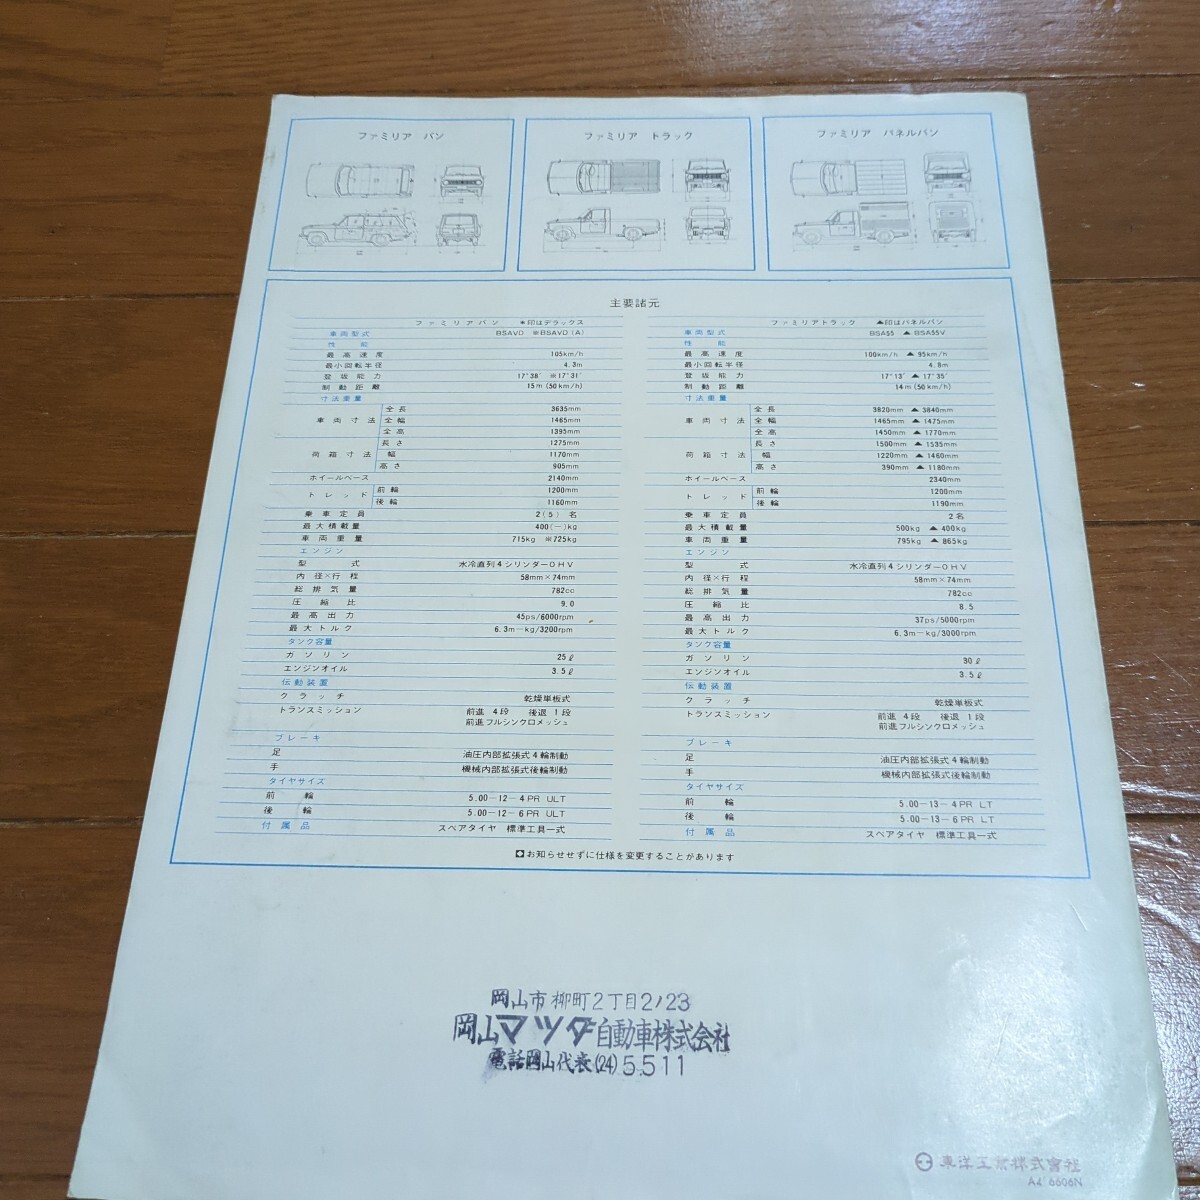 ファミリア バン
ファミリア トラック
ファミリア パネルバン
主要諸元
ファミリアバン ※印はデラックス
車両型式 BSAVD ※BSAVD(A)
性能
最高速度 105km/h
最小回転半径 4.3m
登坂能力 17°38′ ※17°31′
制動距離 15m(50km/h)
寸法重量
車両寸法 全長 3635mm
全幅 1465mm
全高 1395mm
荷箱寸法 長さ 1275mm
幅 1170mm
高さ 905mm
ホイールベース 2140mm
トレッド 前輪 1200mm
後輪 1160mm
乗車定員 2(5)名
最大積載量 400(ー)kg
車両重量 715kg ※725kg
エンジン
型式 水冷直列4シリンダーOHV
内径×行程 58mm×74mm
総排気量 782cc
圧縮比 9.0
最高出力 45ps/6000rpm
最大トルク 6.3m-kg/3200rpm
タンク容量
ガソリン 25ℓ
エンジンオイル 3.5ℓ
伝動装置
クラッチ 乾燥単板式
トランスミッション 前進4段 後退1段
前進フルシンクロメッシュ
ブレーキ
足 油圧内部拡張式4輪制動
手 機械内部拡張式後輪制動
タイヤサイズ
前輪 5.00-12-4PR ULT
後輪 5.00-12-6PR ULT
付属品 スペアタイヤ 標準工具一式
ファミリアトラック ▲印はパネルバン
車両型式 BSA55 ▲BSA55V
性能
最高速度 100km/h ▲95km/h
最小回転半径 4.8m
登坂能力 17°13′ ▲17°35′
制動距離 14m(50km/h)
寸法重量
車両寸法 全長 3820mm ▲3840mm
全幅 1465mm ▲1475mm
全高 1450mm ▲1770mm
荷箱寸法 長さ 1500mm ▲1535mm
幅 1220mm ▲1460mm
高さ 390mm ▲1180mm
ホイールベース 2340mm
トレッド 前輪 1200mm
後輪 1190mm
乗車定員 2名
最大積載量 500kg ▲400kg
車両重量 795kg ▲865kg
エンジン
型式 水冷直列4シリンダーOHV
内径×行程 58mm×74mm
総排気量 782cc
圧縮比 8.5
最高出力 37ps/5000rpm
最大トルク 6.3m-kg/3000rpm
タンク容量
ガソリン 30ℓ
エンジンオイル 3.5ℓ
伝動装置
クラッチ 乾燥単板式
トランスミッション 前進4段 後退1段
前進フルシンクロメッシュ
ブレーキ
足 油圧内部拡張式4輪制動
手 機械内部拡張式後輪制動
タイヤサイズ
前輪 5.00-13-4PR LT
後輪 5.00-13-6PR LT
付属品 スペアタイヤ 標準工具一式
お知らせせずに仕様を変更することがあります
岡山市柳町2丁目2ノ23
岡山マツダ自動車株式会社
電話岡山代表(24)5511
東洋工業株式會社
A4'6606N